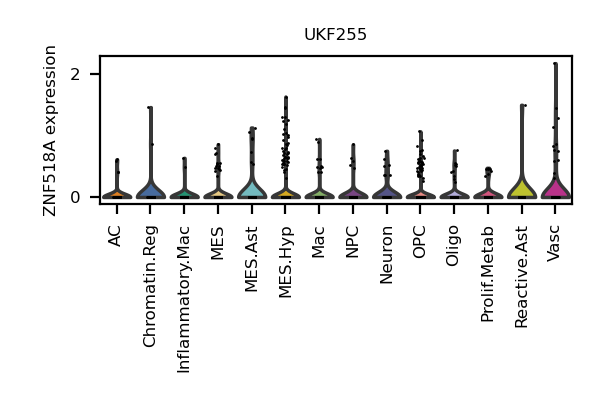 UKF255
ZNF518A expression
2
0
AC
Chromatin.Reg
Inflammatory.Mac
MES
MES.Ast
MES.Hyp
Mac
NPC
Neuron
OPC
Oligo
Prolif.Metab
Reactive.Ast
Vasc